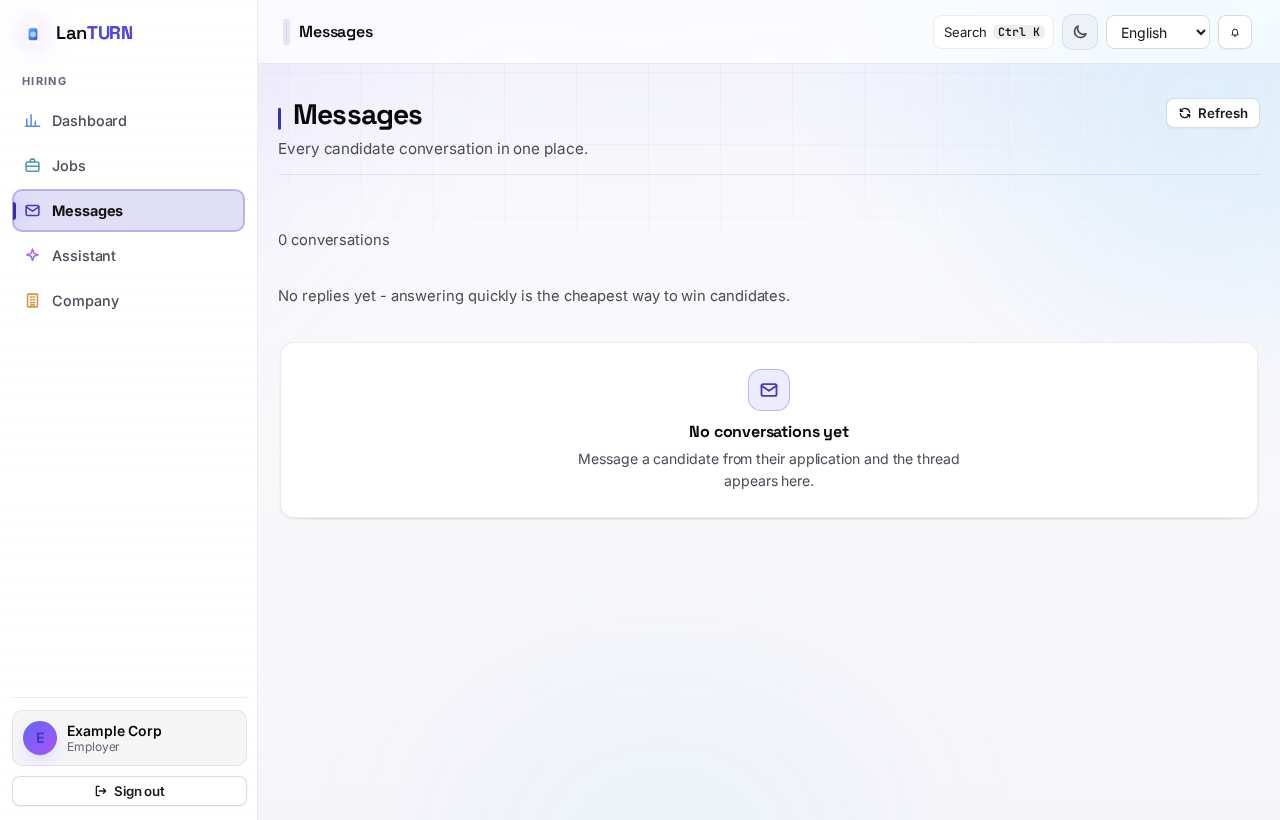 LanTURN
HIRING
Dashboard
Jobs
Messages
Assistant
Company
Example Corp
E
Employer
Sign out
Messages
Search Ctrl K
English
Messages
Refresh
Every candidate conversation in one place.
0 conversations
No replies yet - answering quickly is the cheapest way to win candidates.
No conversations yet
Message a candidate from their application and the thread
appears here.